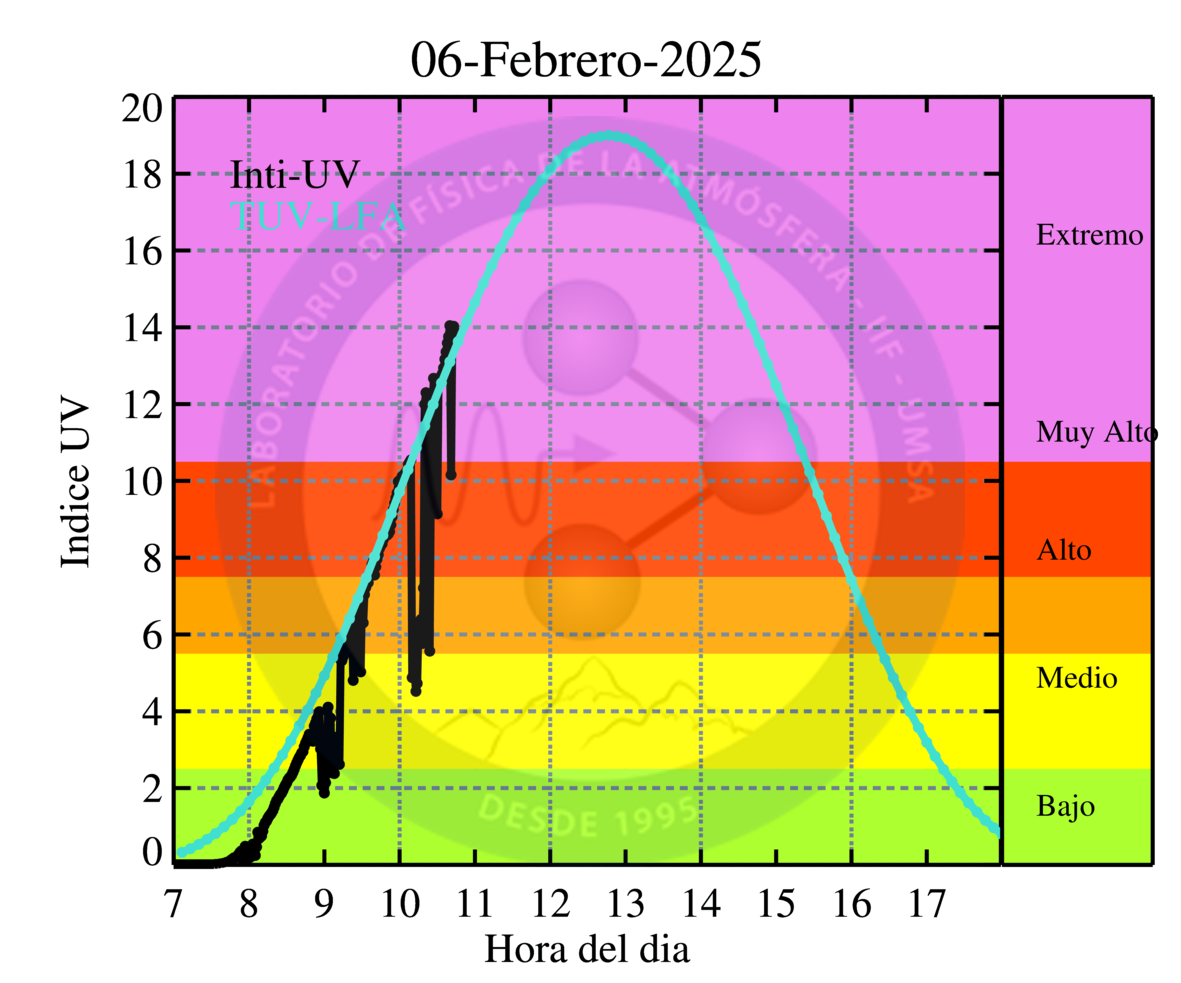 06-Febrero-2025
Inti-UV
TUV-LFA
LABORATORIO DE FÍSICA DE LA ATMÓSFERA - IIF - UMSA
DESDE 1995
Indice UV
20
18
16
14
12
10
8
6
4
2
0
7 8 9 10 11 12 13 14 15 16 17
Hora del dia
Extremo
Muy Alto
Alto
Medio
Bajo